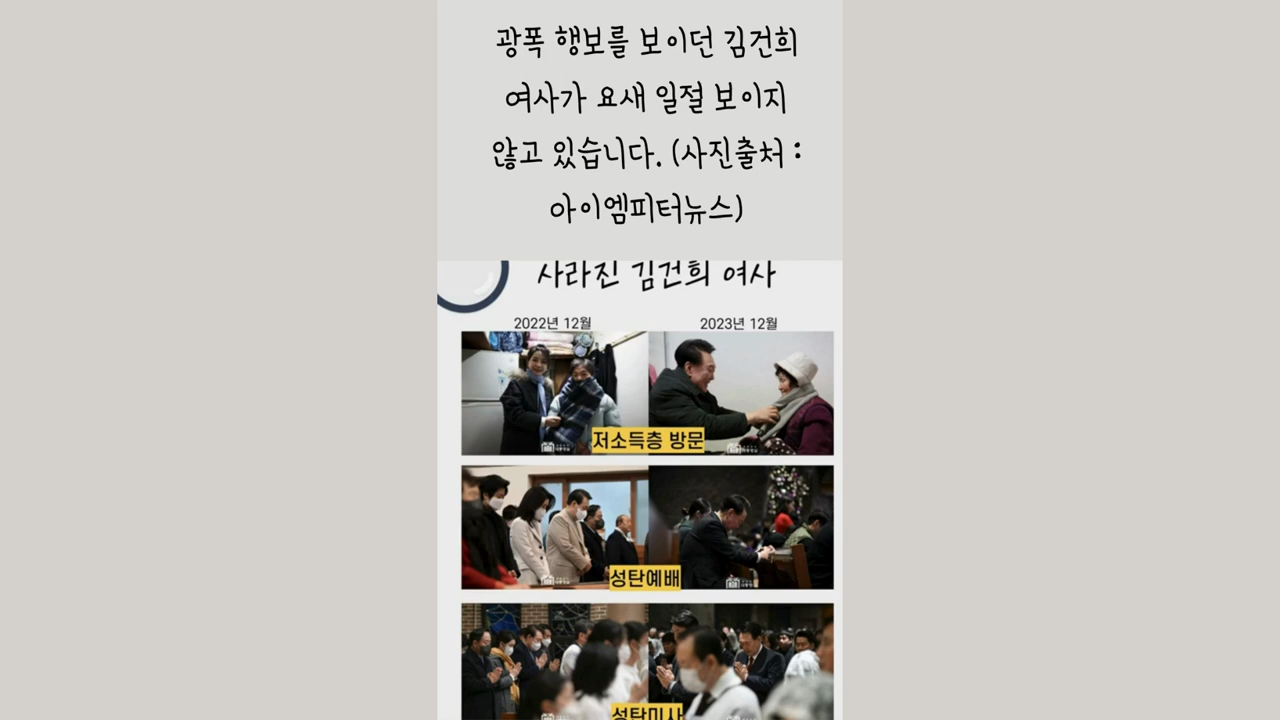 광폭 행보를 보이던 김건희
여사가 요새 일절 보이지
않고 있습니다. (사진출처 :
아이엠피터뉴스)
사라진 김건희 여사
2022년 12월
2023년 12월
저소득층 방문
성탄예배
성탄미사